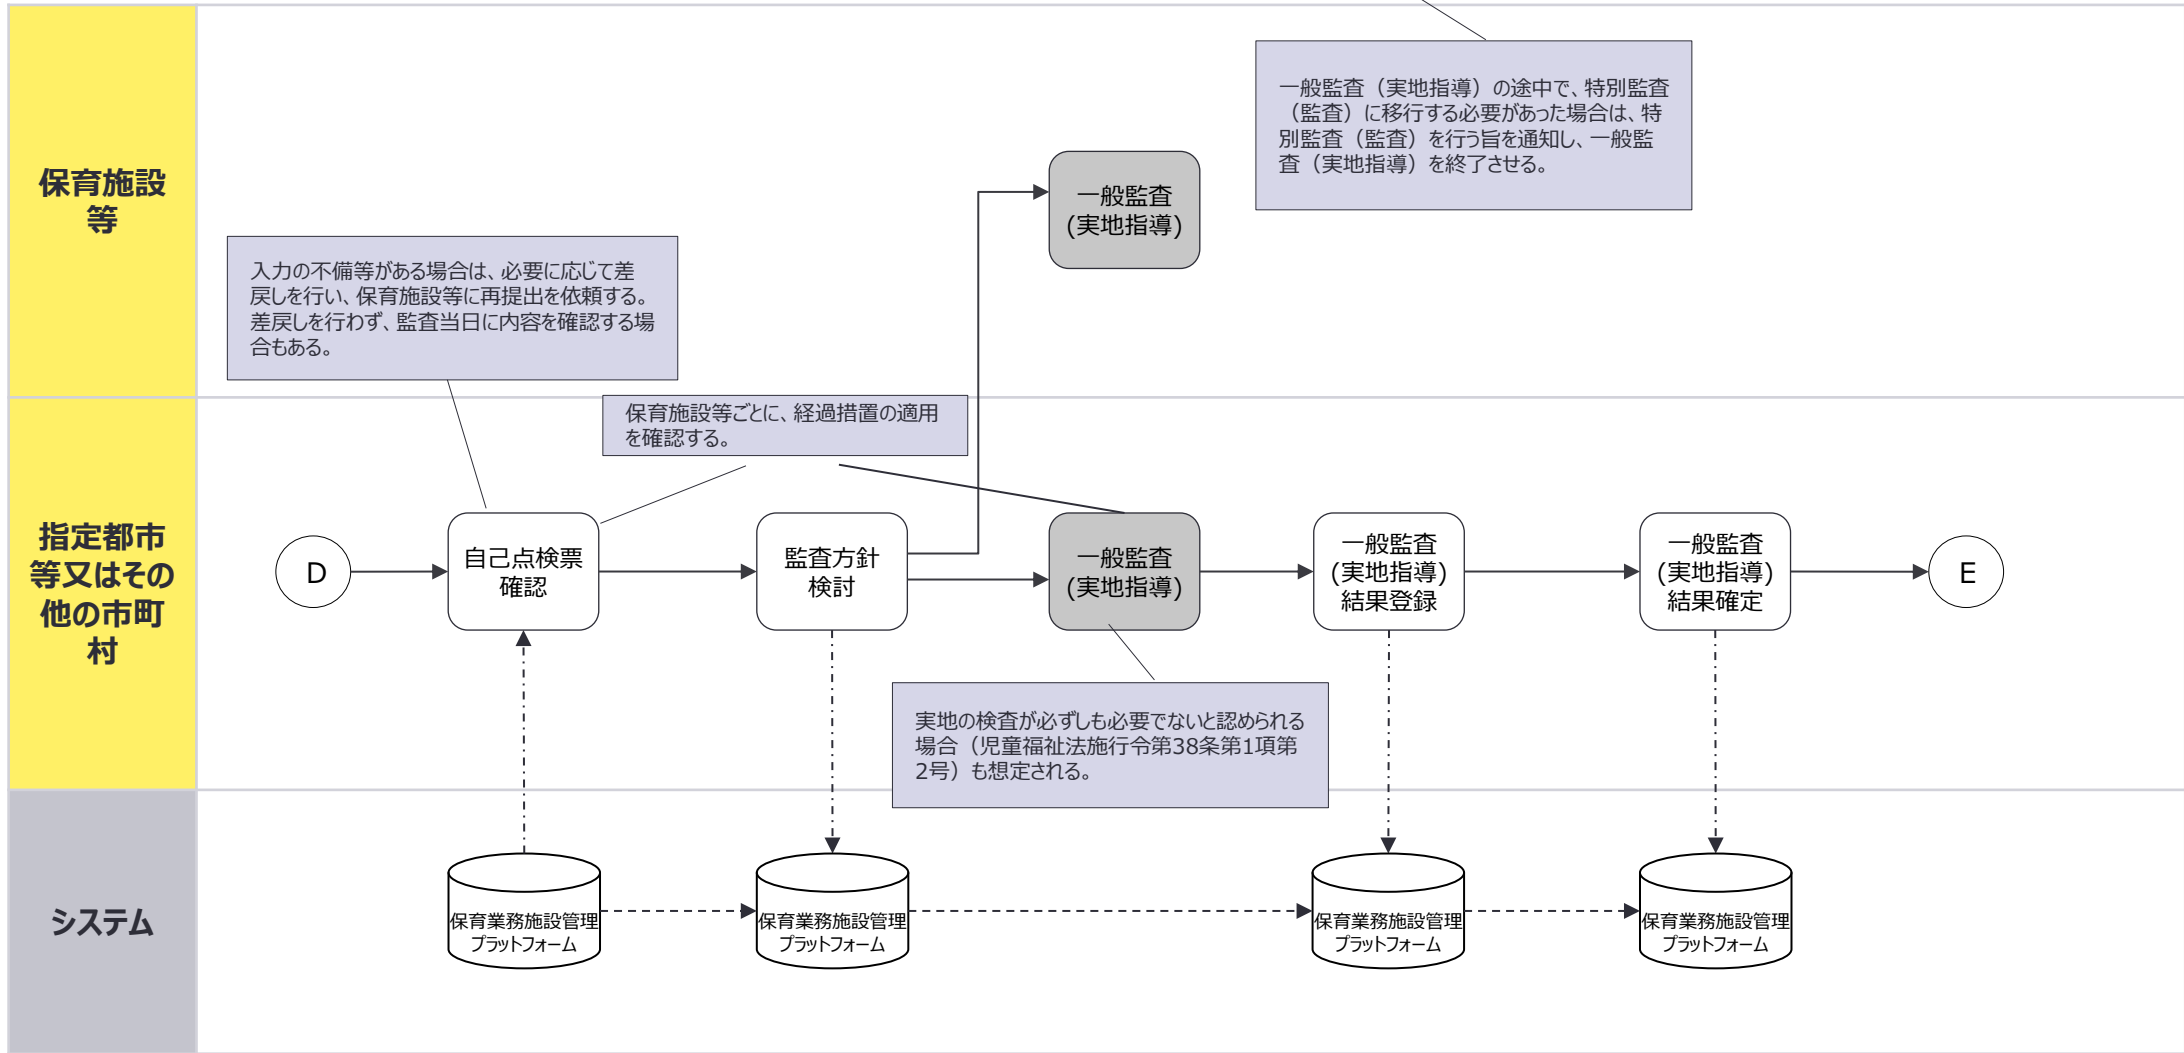 保育施設
等
一般監査（実地指導）の途中で、特別監査
（監査）に移行する必要があった場合は、特
別監査（監査）を行う旨を通知し、一般監
査（実地指導）を終了させる。
一般監査
(実地指導)
入力の不備等がある場合は、必要に応じて差
戻しを行い、保育施設等に再提出を依頼する。
差戻しを行わず、監査当日に内容を確認する場
合もある。
保育施設等ごとに、経過措置の適用
を確認する。
指定都市
等又はその
他の市町
村
D
自己点検票
確認
監査方針
検討
一般監査
(実地指導)
一般監査
(実地指導)
結果登録
一般監査
(実地指導)
結果確定
E
実地の検査が必ずしも必要でないと認められる
場合（児童福祉法施行令第38条第1項第
2号）も想定される。
システム
保育業務施設管理
プラットフォーム
保育業務施設管理
プラットフォーム
保育業務施設管理
プラットフォーム
保育業務施設管理
プラットフォーム